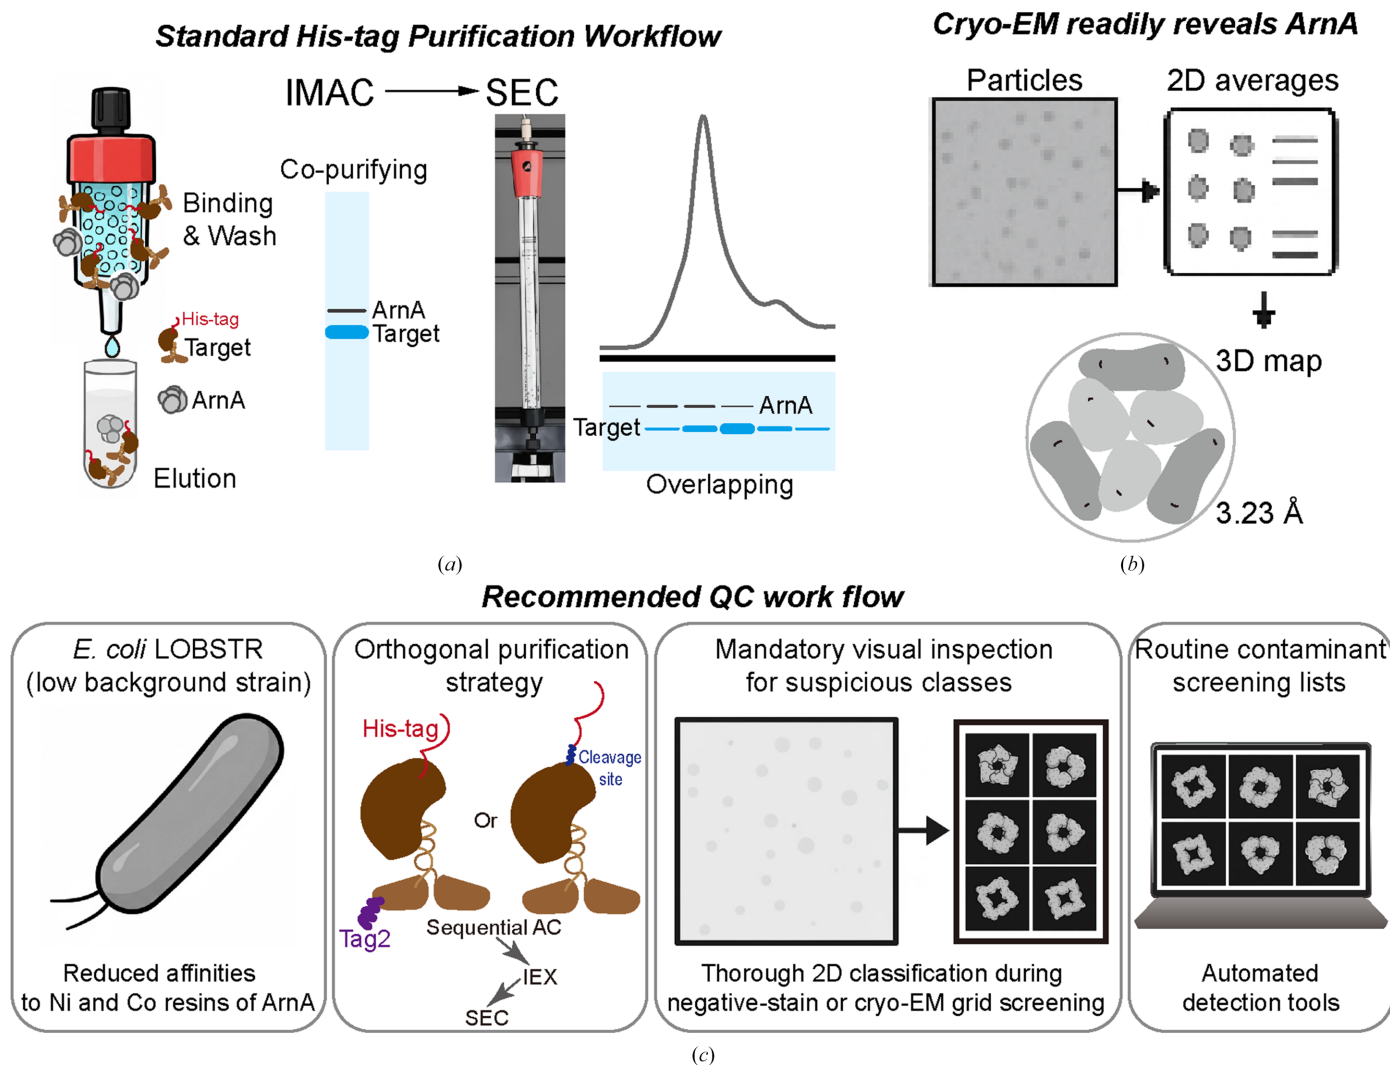 Standard His-tag Purification Workflow
IMAC
SEC
Co-purifying
Binding
& Wash
ArnA
Target
His-tag
Target
ArnA
Elution
ArnA
Target
Overlapping
(a)
Cryo-EM readily reveals ArnA
Particles
2D averages
3D map
3.23 Å
(b)
Recommended QC work flow
E. coli LOBSTR
(low background strain)
Reduced affinities
to Ni and Co resins of ArnA
Orthogonal purification
strategy
His-tag
Cleavage
site
Or
Tag2
Sequential AC
IEX
SEC
Mandatory visual inspection
for suspicious classes
Thorough 2D classification during
negative-stain or cryo-EM grid screening
Routine contaminant
screening lists
Automated
detection tools
(c)